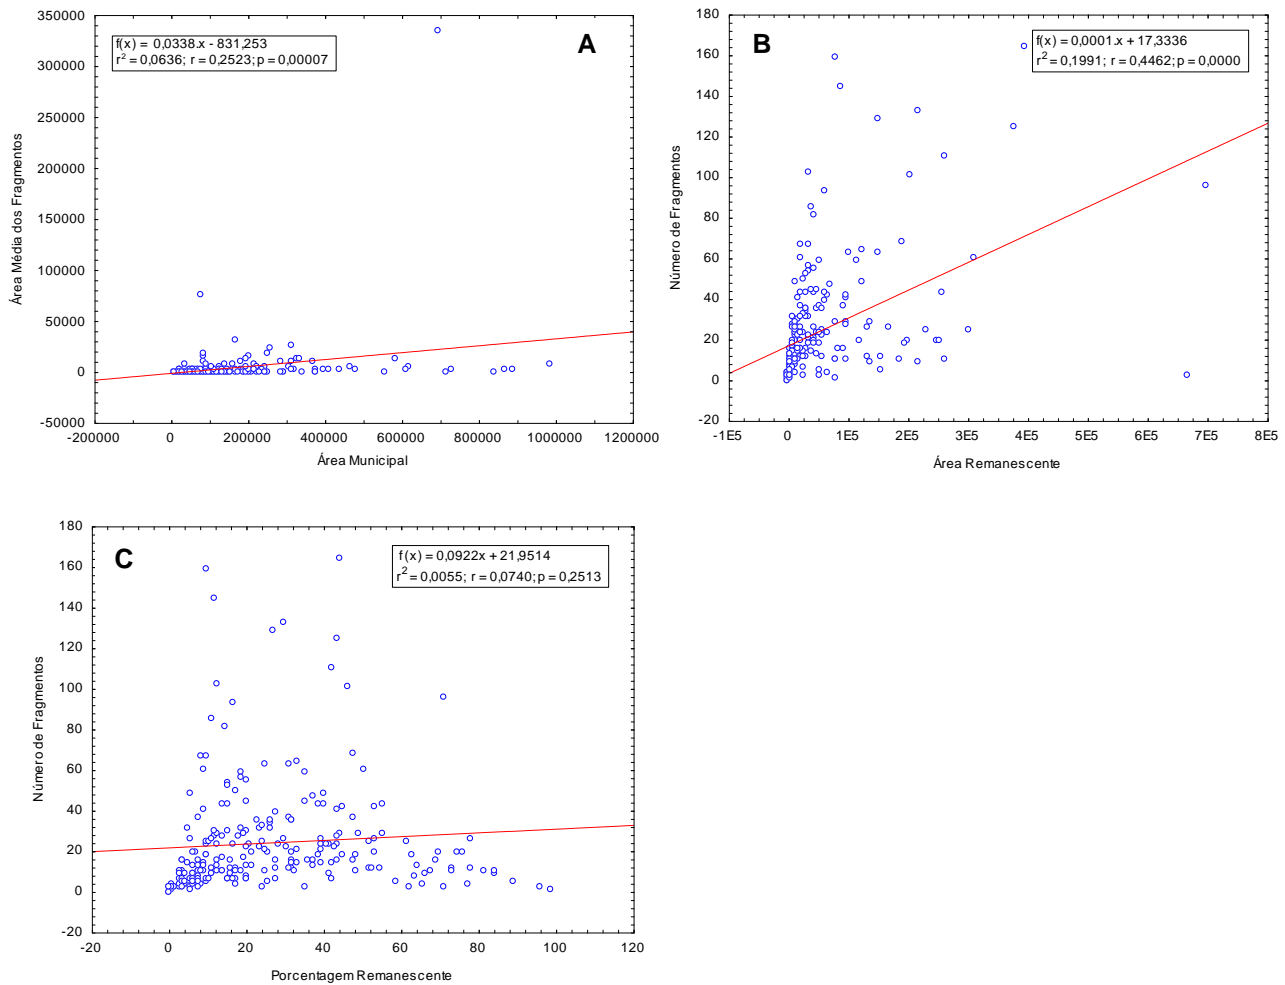 350000
300000
250000
200000
150000
100000
50000
0
-50000
-200000 0 200000 400000 600000 800000 1000000 1200000
Área Média dos Fragmentos
Área Municipal
f(x) = 0,0338.x - 831,253
r² = 0,0636; r = 0,2523; p = 0,00007
A
180
160
140
120
100
80
60
40
20
0
-20
-1E5 0 1E5 2E5 3E5 4E5 5E5 6E5 7E5 8E5
Número de Fragmentos
Área Remanescente
B
f(x) = 0,0001.x + 17,3336
r² = 0,1991; r = 0,4462; p = 0,0000
180
160
140
120
100
80
60
40
20
0
-20
-20 0 20 40 60 80 100 120
Número de Fragmentos
Porcentagem Remanescente
C
f(x) = 0,0922x + 21,9514
r² = 0,0055; r = 0,0740; p = 0,2513